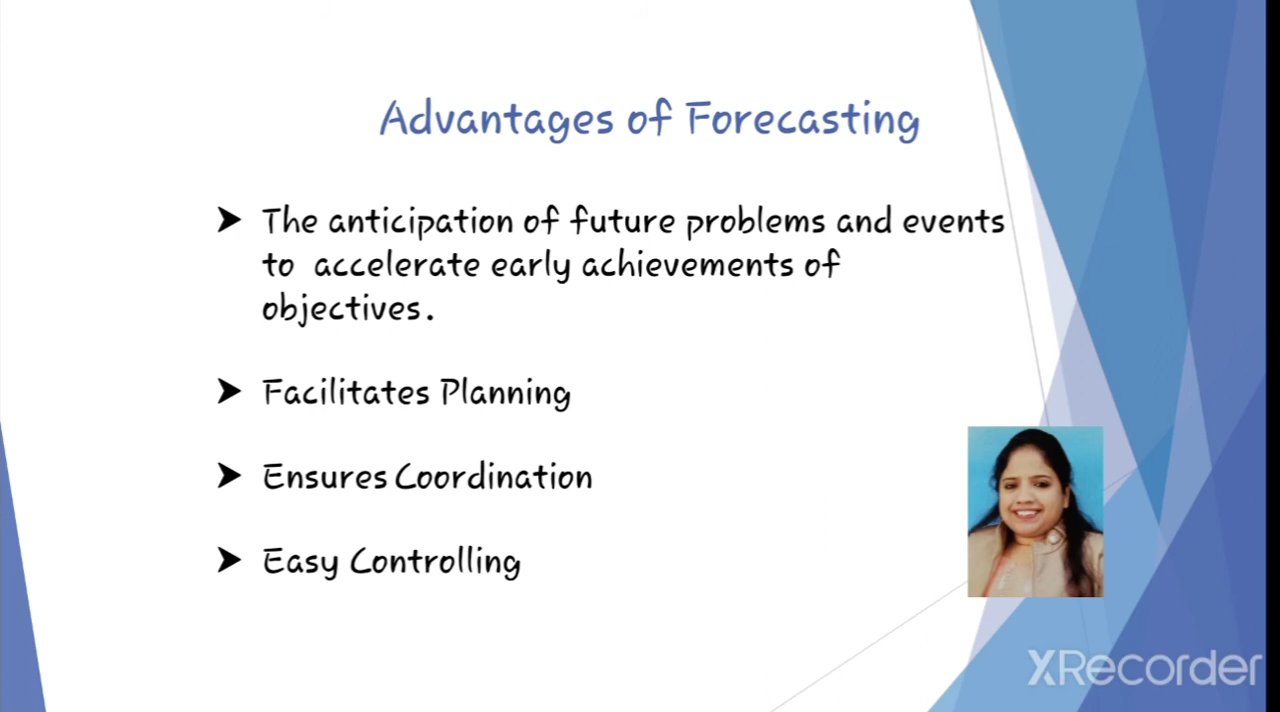 Advantages of Forecasting
➤ The anticipation of future problems and events
to accelerate early achievements of
objectives.
➤ Facilitates Planning
➤ Ensures Coordination
➤ Easy Controlling
XRecorder